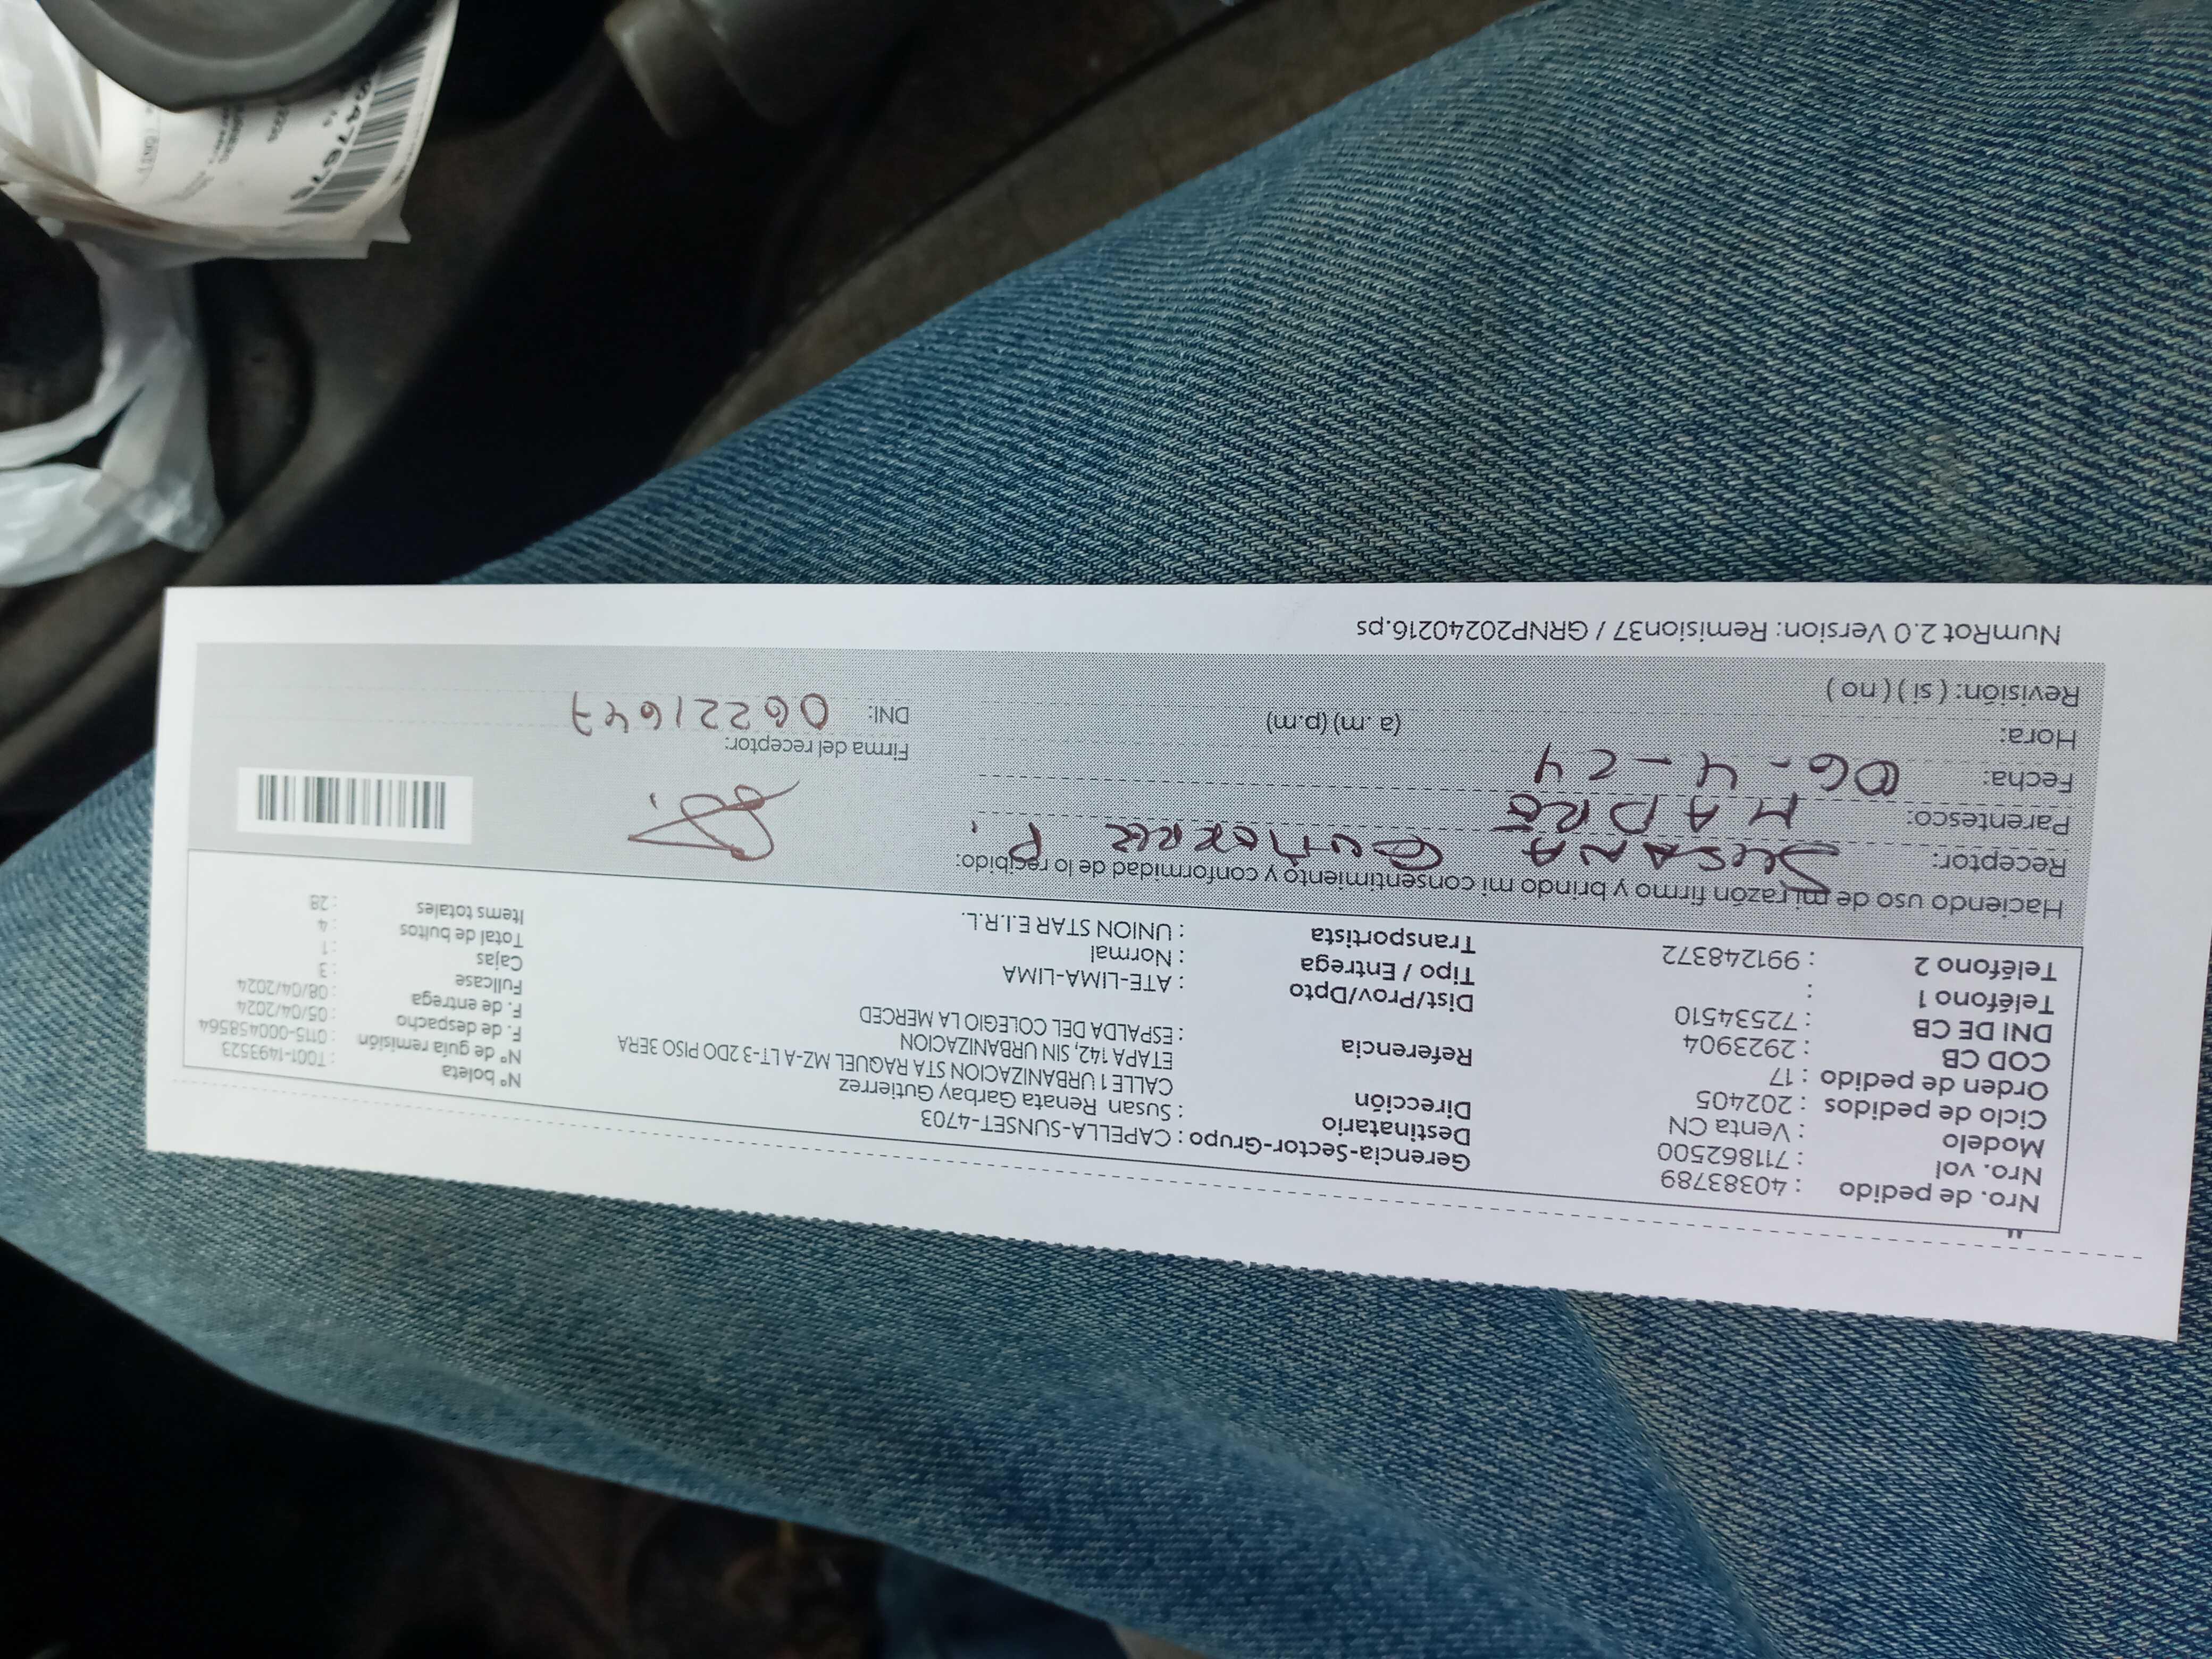 Nro. de pedido : 40383789
Nro. vol : 711862500
Modelo : Venta CN
Ciclo de pedidos : 202405
Orden de pedido : 17
COD CB : 2923904
DNI DE CB : 72534510
Teléfono 1 :
Teléfono 2 : 991248372
Gerencia-Sector-Grupo : CAPELLA-SUNSET-4703
Destinatario : Susan Renata Garbay Gutierrez
Dirección CALLE 1 URBANIZACION STA RAQUEL MZ-A-LT-3 2DO PISO 3ERA
ETAPA 142, SIN URBANIZACION
Referencia : ESPALDA DEL COLEGIO LA MERCED
Dist/Prov/Dpto : ATE-LIMA-LIMA
Tipo / Entrega : Normal
Transportista : UNION STAR E.I.R.L.
N° boleta : T001-1493523
N° de guía remisión : 0115-000458564
F. de despacho : 05/04/2024
F. de entrega : 08/04/2024
Fullcase : 3
Cajas : 1
Total de bultos : 4
Items totales : 28
Haciendo uso de mi razón firmo y brindo mi consentimiento y conformidad de lo recibido:
Receptor: SUSANA GUTIERREZ P.
Parentesco: MADRE
Fecha: 06-4-24
Hora: (a.m) (p.m)
Revisión: ( si ) ( no )
Firma del receptor:
DNI: 06221647
NumRot 2.0 Version: Remision37 / GRNP20240216.ps